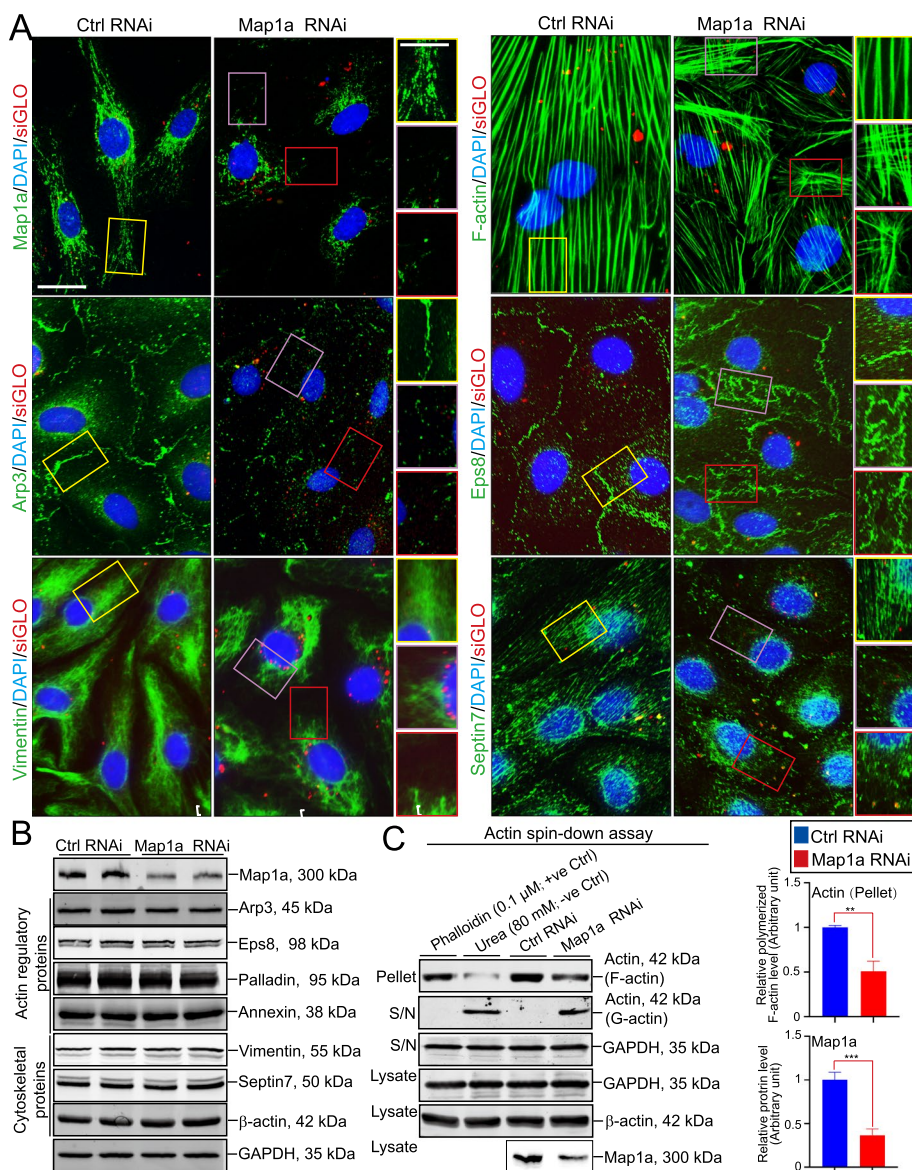 A
Ctrl RNAi
Map1a RNAi
Ctrl RNAi
Map1a RNAi
Map1a/DAPI/siGLO
F-actin/DAPI/siGLO
Arp3/DAPI/siGLO
Eps8/DAPI/siGLO
Vimentin/DAPI/siGLO
Septin7/DAPI/siGLO
B
Ctrl RNAi
Map1a RNAi
Map1a, 300 kDa
Actin regulatory
proteins
Arp3, 45 kDa
Eps8, 98 kDa
Palladin, 95 kDa
Annexin, 38 kDa
Cytoskeletal
proteins
Vimentin, 55 kDa
Septin7, 50 kDa
β-actin, 42 kDa
GAPDH, 35 kDa
C
Actin spin-down assay
Phalloidin (0.1 µM; +ve Ctrl)
Urea (80 mM; -ve Ctrl)
Ctrl RNAi
Map1a RNAi
Pellet
Actin, 42 kDa
(F-actin)
S/N
Actin, 42 kDa
(G-actin)
S/N
GAPDH, 35 kDa
Lysate
GAPDH, 35 kDa
Lysate
β-actin, 42 kDa
Lysate
Map1a, 300 kDa
Ctrl RNAi
Map1a RNAi
Actin (Pellet)
Relative polymerized
F-actin level (Arbitrary unit)
1.5
1
0.5
0
**
Map1a
Relative protrin level
(Arbitrary unit)
1.5
1
0.5
0
***